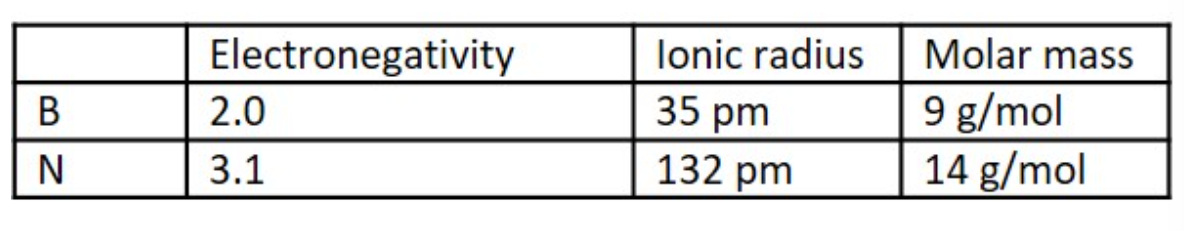 Electronegativity Ionic radius Molar mass
B 2.0 35 pm 9 g/mol
N 3.1 132 pm 14 g/mol